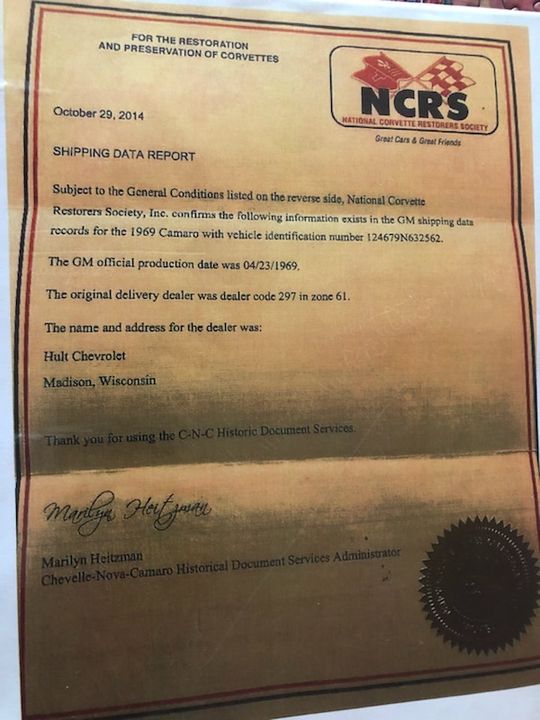 FOR THE RESTORATION
AND PRESERVATION OF CORVETTES
NCRS
NATIONAL CORVETTE RESTORERS SOCIETY
Great Cars & Great Friends
October 29, 2014
SHIPPING DATA REPORT
Subject to the General Conditions listed on the reverse side, National Corvette
Restorers Society, Inc. confirms the following information exists in the GM shipping data
records for the 1969 Camaro with vehicle identification number 124679N632562.
The GM official production date was 04/23/1969.
The original delivery dealer was dealer code 297 in zone 61.
The name and address for the dealer was:
Hult Chevrolet
Madison, Wisconsin
Thank you for using the C-N-C Historic Document Services.
Marilyn Heitzman
Marilyn Heitzman
Chevelle-Nova-Camaro Historical Document Services Administrator